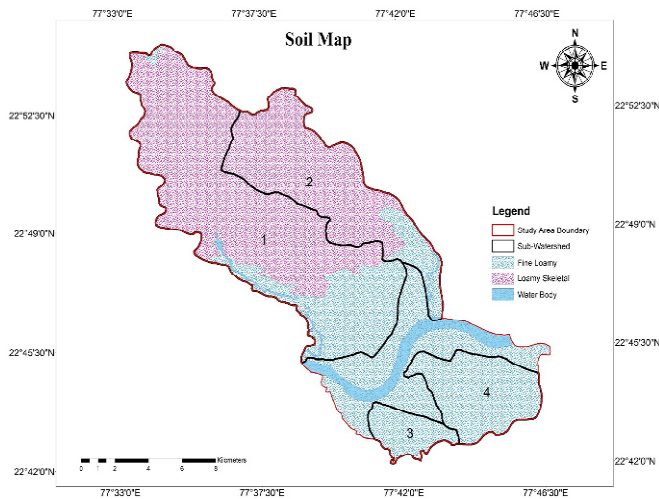 77°33'0"E 77°37'30"E 77°42'0"E 77°46'30"E
Soil Map
N
W E
S
22°52'30"N 22°52'30"N
2
22°49'0"N 22°49'0"N
1
Legend
Study Area Boundary
Sub-Watershed
Fine Loamy
Loamy Skeletal
Water Body
22°45'30"N 22°45'30"N
4
3
Kilometers
0 1 2 4 6 8
22°42'0"N 22°42'0"N
77°33'0"E 77°37'30"E 77°42'0"E 77°46'30"E